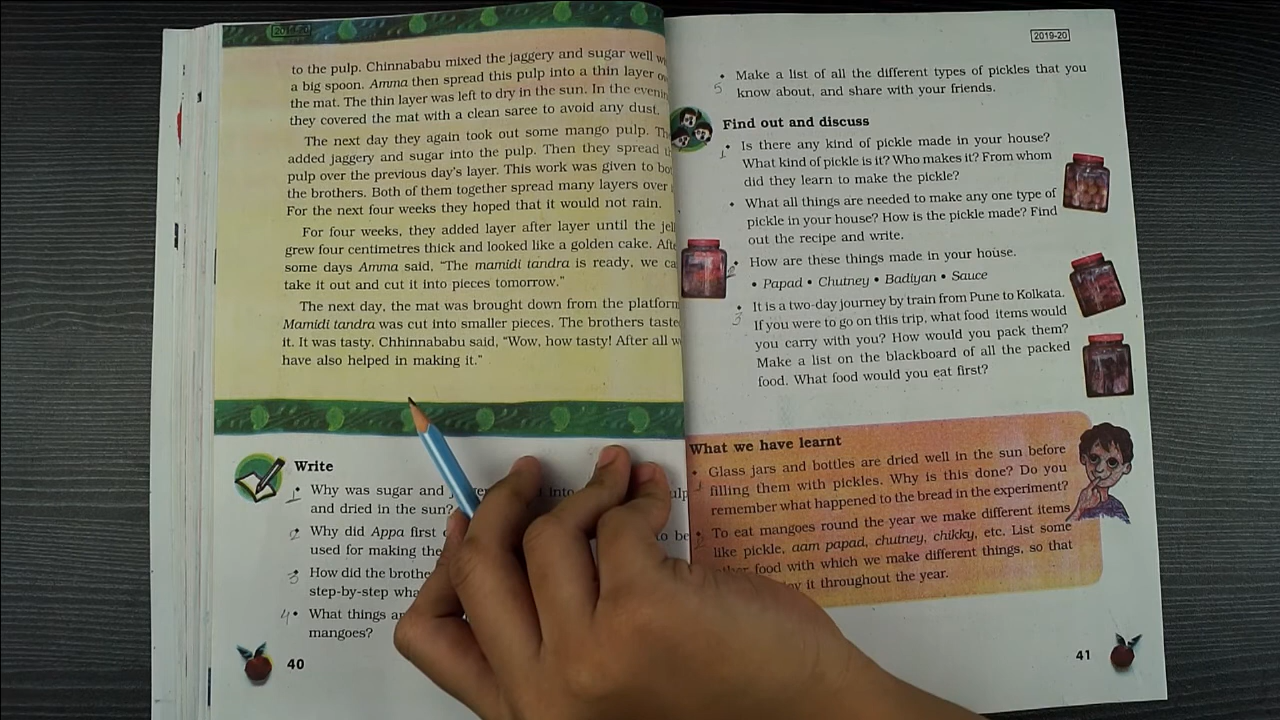 2019-20
to the pulp. Chinnababu mixed the jaggery and sugar well
a big spoon. Amma then spread this pulp into a thin layer
the mat. The thin layer was left to dry in the sun. In the
they covered the mat with a clean saree to avoid any dust.
The next day they again took out some mango pulp.
added jaggery and sugar into the pulp. Then they spread
pulp over the previous day's layer. This work was given to
the brothers. Both of them together spread many layers over
For the next four weeks they hoped that it would not rain.
For four weeks, they added layer after layer until the
grew four centimetres thick and looked like a golden cake.
some days Amma said, "The mamidi tandra is ready, we
take it out and cut it into pieces tomorrow."
The next day, the mat was brought down from the platform
Mamidi tandra was cut into smaller pieces. The brothers
it. It was tasty. Chhinnababu said, "Wow, how tasty! After all
have also helped in making it."
Write
1 • Why was sugar and into
and dried in the sun?
2 • Why did Appa first to be
used for making the
3 • How did the
step-by-step
4 • What things
mangoes?
40
2019-20
5 • Make a list of all the different types of pickles that you
know about, and share with your friends.
Find out and discuss
1 • Is there any kind of pickle made in your house?
What kind of pickle is it? Who makes it? From whom
did they learn to make the pickle?
• What all things are needed to make any one type of
pickle in your house? How is the pickle made? Find
out the recipe and write.
• How are these things made in your house.
• Papad • Chutney • Badiyan • Sauce
3 • It is a two-day journey by train from Pune to Kolkata.
If you were to go on this trip, what food items would
you carry with you? How would you pack them?
Make a list on the blackboard of all the packed
food. What food would you eat first?
What we have learnt
• Glass jars and bottles are dried well in the sun before
filling them with pickles. Why is this done? Do you
remember what happened to the bread in the experiment?
• To eat mangoes round the year we make different items
like pickle, aam papad, chutney, chikky, etc. List some
food with which we make different things, so that
it throughout the year.
41